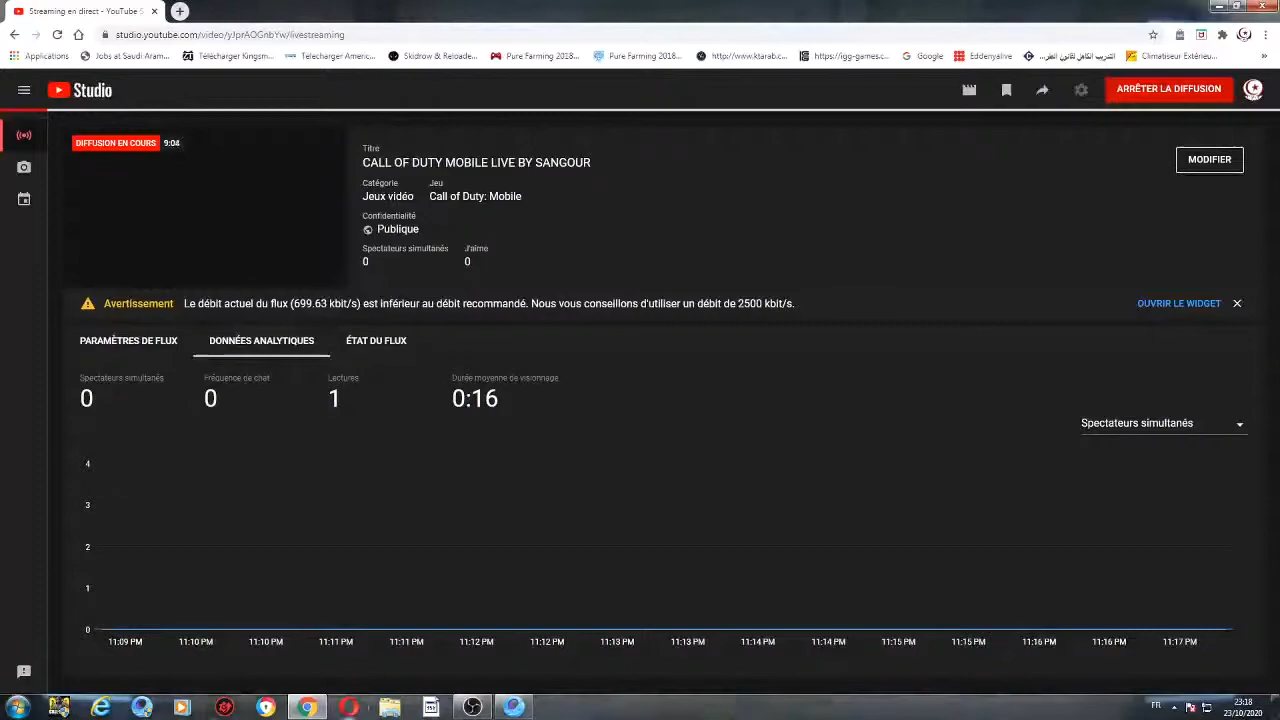 Streaming en direct - YouTube S
studio.youtube.com/video/yJprAOGnbYw/livestreaming
Applications
Jobs at Saudi Aram...
Télécharger Kingsm...
Telecharger Americ...
Skidrow & Reloade...
Pure Farming 2018...
Pure Farming 2018...
http://www.ktarab.c...
https://igg-games.c...
Google
Eddenyalive
التدريب الكامل لقانون الطر...
Climatiseur Extérieu...
Studio
ARRÊTER LA DIFFUSION
DIFFUSION EN COURS 9:04
Titre
CALL OF DUTY MOBILE LIVE BY SANGOUR
MODIFIER
Catégorie Jeu
Jeux vidéo Call of Duty: Mobile
Confidentialité
Publique
Spectateurs simultanés J'aime
0 0
Avertissement Le débit actuel du flux (699.63 kbit/s) est inférieur au débit recommandé. Nous vous conseillons d'utiliser un débit de 2500 kbit/s.
OUVRIR LE WIDGET
PARAMÈTRES DE FLUX DONNÉES ANALYTIQUES ÉTAT DU FLUX
Spectateurs simultanés Fréquence de chat Lectures Durée moyenne de visionnage
0 0 1 0:16
Spectateurs simultanés
4
3
2
1
0
11:09 PM 11:10 PM 11:10 PM 11:11 PM 11:11 PM 11:12 PM 11:12 PM 11:13 PM 11:13 PM 11:14 PM 11:14 PM 11:15 PM 11:15 PM 11:16 PM 11:16 PM 11:17 PM
FR
23:18
23/10/2020